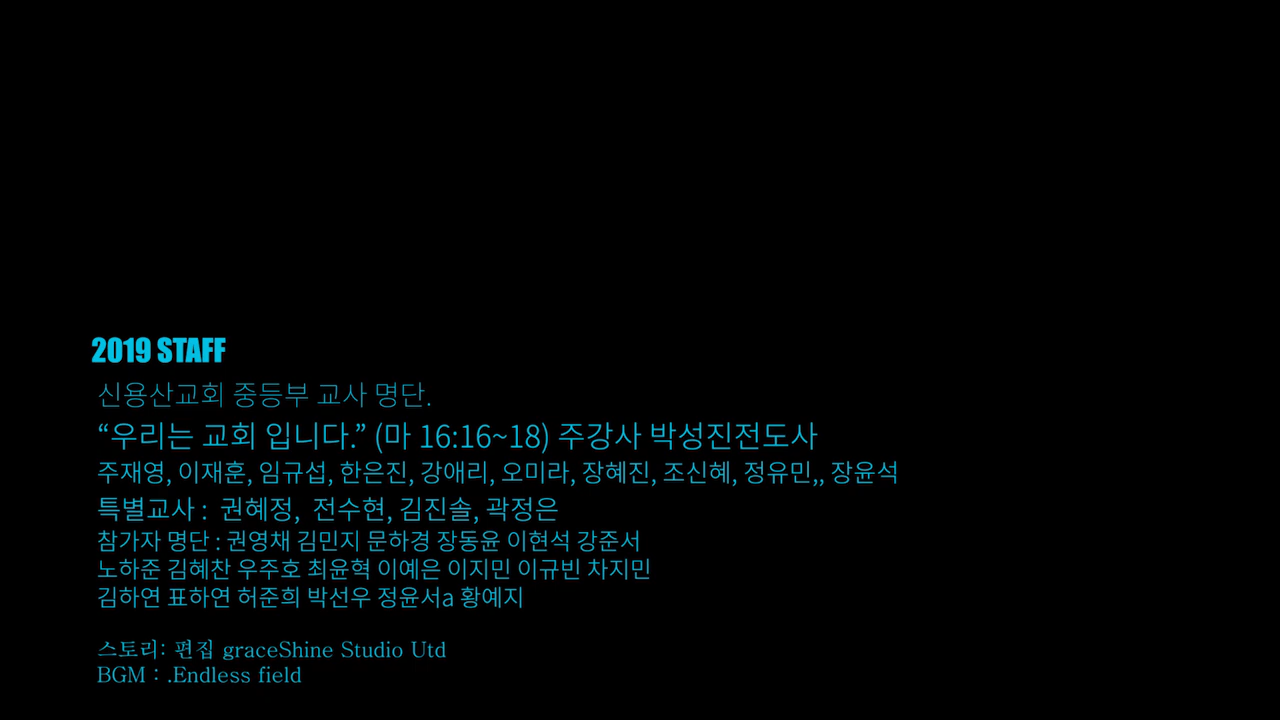 2019 STAFF
신용산교회 중등부 교사 명단.
“우리는 교회 입니다.” (마 16:16~18) 주강사 박성진전도사
주재영, 이재훈, 임규섭, 한은진, 강애리, 오미라, 장혜진, 조신혜, 정유민,, 장윤석
특별교사 : 권혜정, 전수현, 김진솔, 곽정은
참가자 명단 : 권영채 김민지 문하경 장동윤 이현석 강준서
노하준 김혜찬 우주호 최윤혁 이예은 이지민 이규빈 차지민
김하연 표하연 허준희 박선우 정윤서a 황예지
스토리: 편집 graceShine Studio Utd
BGM : .Endless field